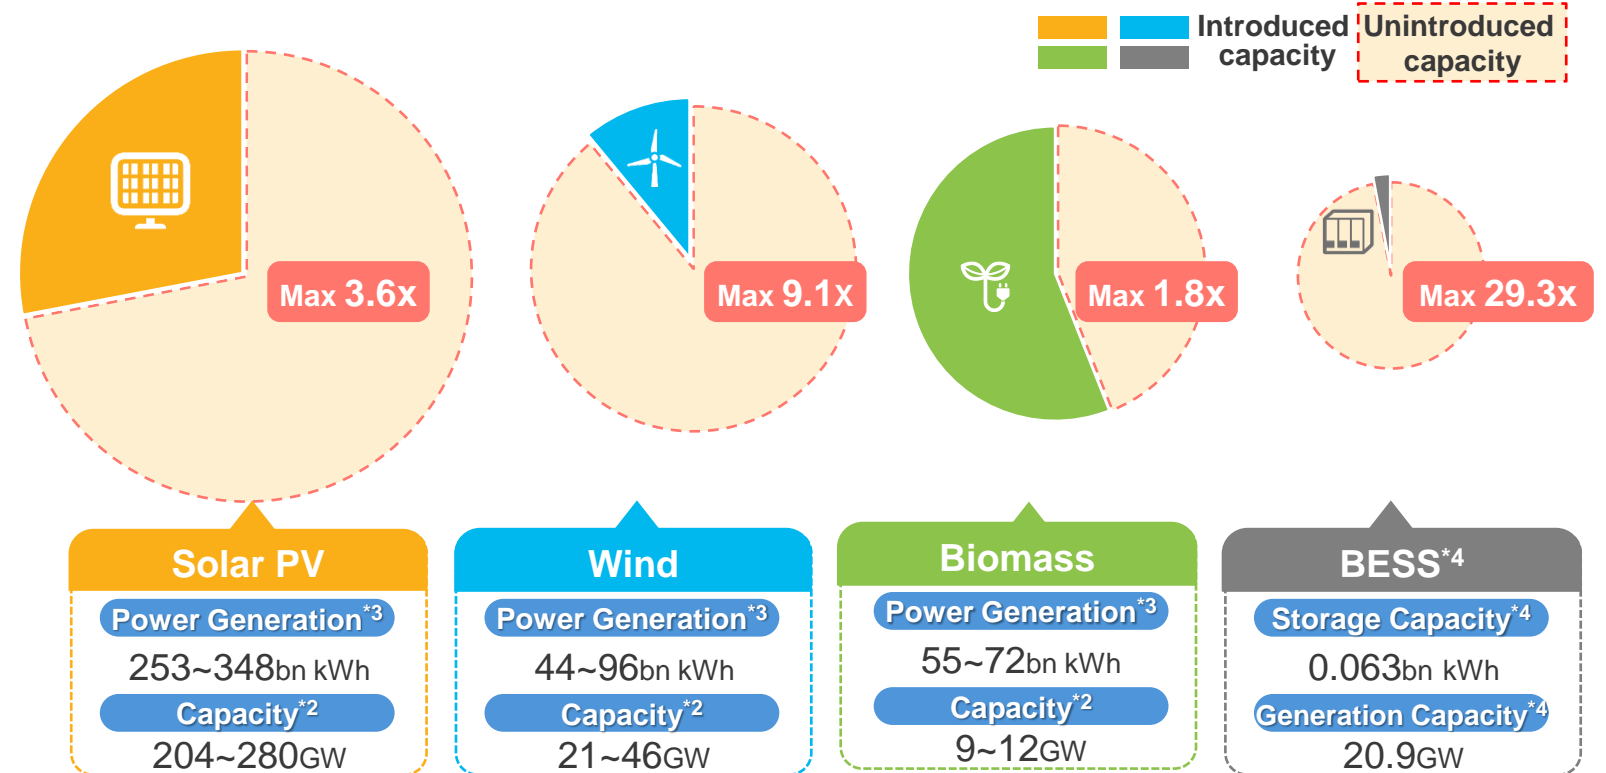 Introduced
capacity
Unintroduced
capacity
Max 3.6x
Max 9.1x
Max 1.8x
Max 29.3x
Solar PV
Power Generation*3
253~348bn kWh
Capacity*2
204~280GW
Wind
Power Generation*3
44~96bn kWh
Capacity*2
21~46GW
Biomass
Power Generation*3
55~72bn kWh
Capacity*2
9~12GW
BESS*4
Storage Capacity*4
0.063bn kWh
Generation Capacity*4
20.9GW